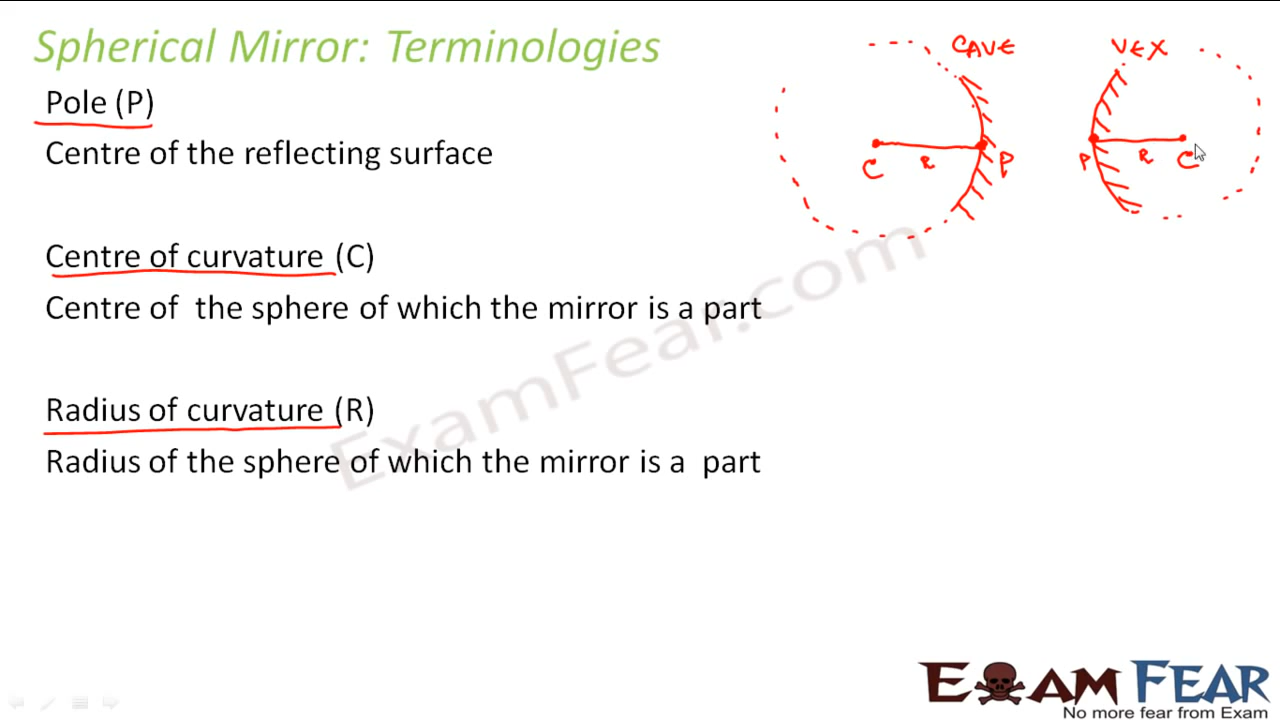 Spherical Mirror: Terminologies
Pole (P)
Centre of the reflecting surface
Centre of curvature (C)
Centre of the sphere of which the mirror is a part
Radius of curvature (R)
Radius of the sphere of which the mirror is a part
CAVE
VEX
C
R
P
P
R
C
ExamFear.com
EXAM FEAR
No more fear from Exam